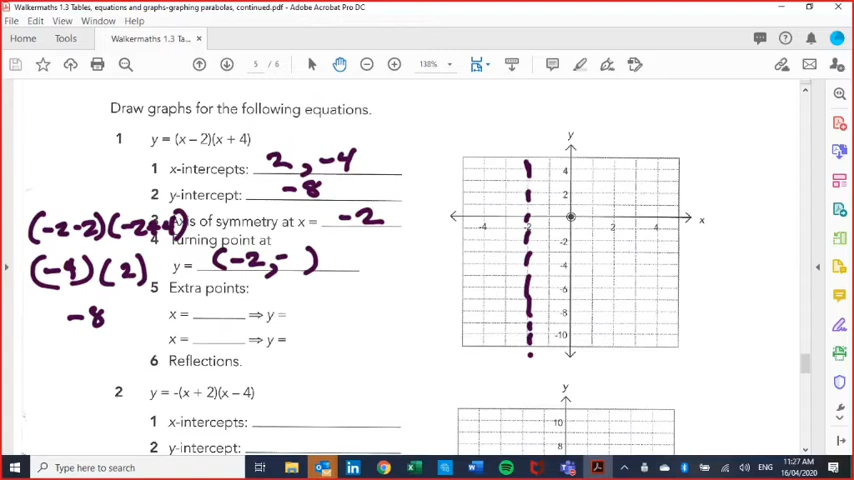 Walkermaths 1.3 Tables, equations and graphs-graphing parabolas, continued.pdf - Adobe Acrobat Pro DC
File Edit View Window Help
Home Tools Walkermaths 1.3 Ta... ×
5 / 6 138%
Draw graphs for the following equations.
1 y = (x – 2)(x + 4)
1 x-intercepts: 2, -4
2 y-intercept: -8
(-2-2)(-2+4)
3 Axis of symmetry at x = -2
4 Turning point at
y = (-2, - )
(-4)(2)
-8
5 Extra points:
x = ⇒ y =
x = ⇒ y =
6 Reflections.
y
4
2
x
-4 -2 2 4
-2
-4
-6
-8
-10
2 y = -(x + 2)(x – 4)
1 x-intercepts:
2 y-intercept:
y
10
8
Type here to search
ENG
11:27 AM
16/04/2020